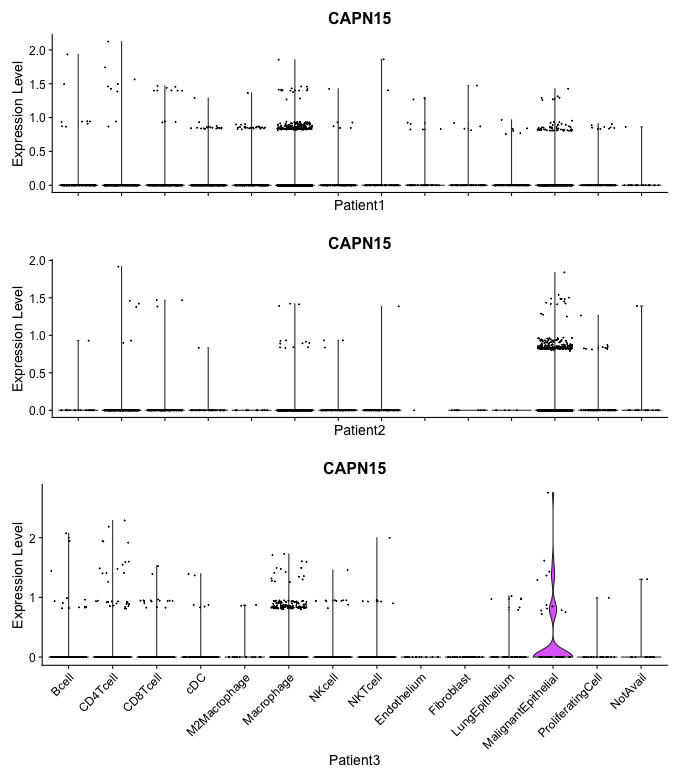 CAPN15
Expression Level
2.0
1.5
1.0
0.5
0.0
Patient1
CAPN15
Expression Level
2.0
1.5
1.0
0.5
0.0
Patient2
CAPN15
Expression Level
2
1
0
Bcell
CD4Tcell
CD8Tcell
cDC
M2Macrophage
Macrophage
NKcell
NKTcell
Endothelium
Fibroblast
LungEpithelium
MalignantEpithelial
ProliferatingCell
NotAvail
Patient3